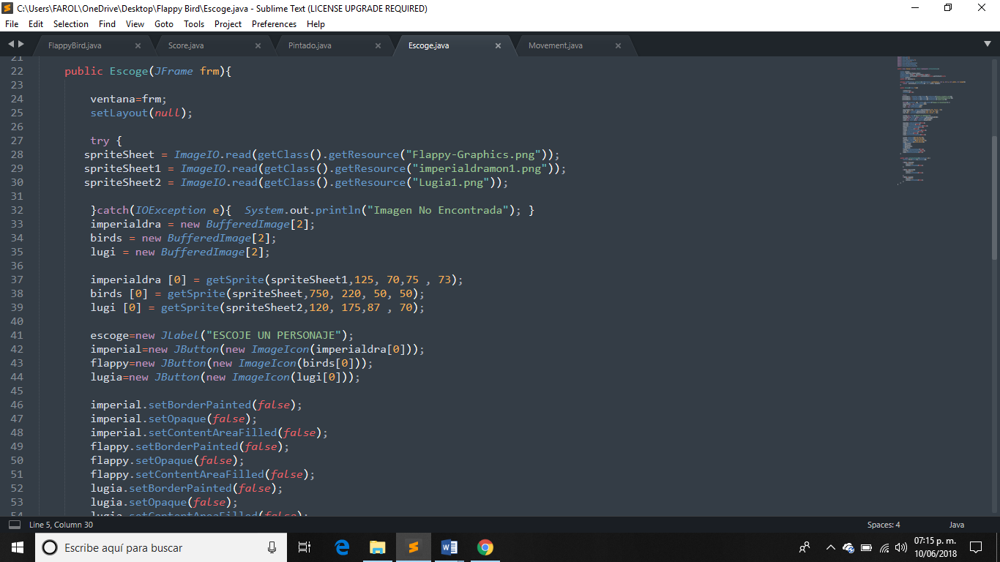 C:\Users\FAROL\OneDrive\Desktop\Flappy Bird\Escoge.java - Sublime Text (LICENSE UPGRADE REQUIRED)
File Edit Selection Find View Goto Tools Project Preferences Help
FlappyBird.java Score.java Pintado.java Escoge.java Movement.java
21
22 public Escoge(JFrame frm){
23
24 ventana=frm;
25 setLayout(null);
26
27 try {
28 spriteSheet = ImageIO.read(getClass().getResource("Flappy-Graphics.png"));
29 spriteSheet1 = ImageIO.read(getClass().getResource("imperialdramon1.png"));
30 spriteSheet2 = ImageIO.read(getClass().getResource("Lugia1.png"));
31
32 }catch(IOException e){  System.out.println("Imagen No Encontrada"); }
33 imperialdra = new BufferedImage[2];
34 birds = new BufferedImage[2];
35 lugi = new BufferedImage[2];
36
37 imperialdra [0] = getSprite(spriteSheet1,125, 70,75 , 73);
38 birds [0] = getSprite(spriteSheet,750, 220, 50, 50);
39 lugi [0] = getSprite(spriteSheet2,120, 175,87 , 70);
40
41 escoge=new JLabel("ESCOJE UN PERSONAJE");
42 imperial=new JButton(new ImageIcon(imperialdra[0]));
43 flappy=new JButton(new ImageIcon(birds[0]));
44 lugia=new JButton(new ImageIcon(lugi[0]));
45
46 imperial.setBorderPainted(false);
47 imperial.setOpaque(false);
48 imperial.setContentAreaFilled(false);
49 flappy.setBorderPainted(false);
50 flappy.setOpaque(false);
51 flappy.setContentAreaFilled(false);
52 lugia.setBorderPainted(false);
53 lugia.setOpaque(false);
54 lugia.setContentAreaFilled(false);
Line 5, Column 30 Spaces: 4 Java
Escribe aquí para buscar
07:15 p. m.
10/06/2018